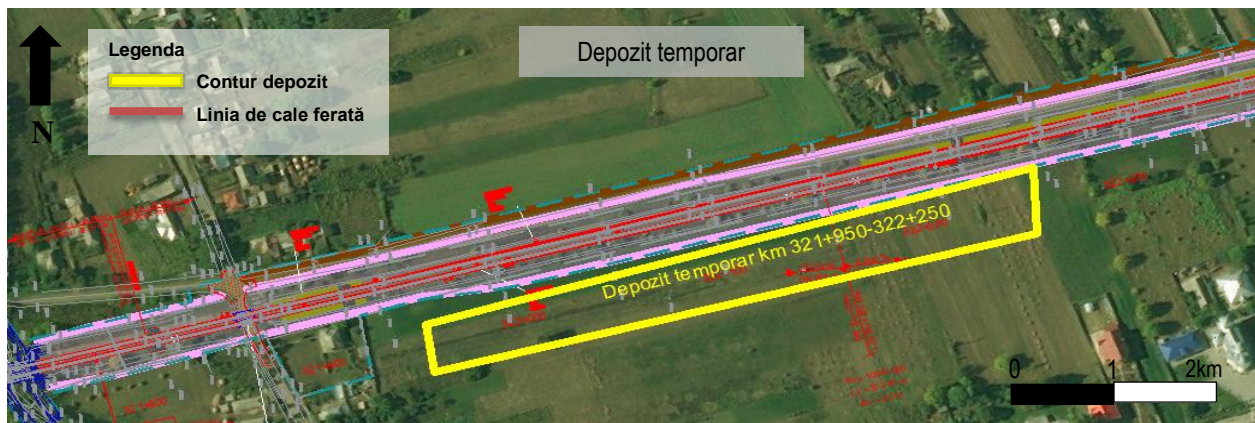 Depozit temporar
Legenda
Contur depozit
Linia de cale ferată
N
Depozit temporar km 321+950-322+250
0 1 2km